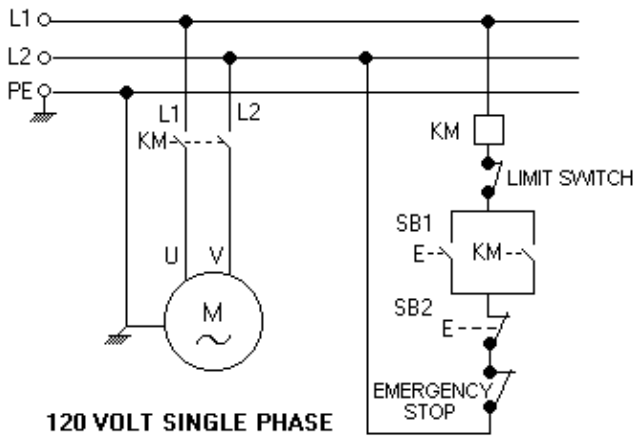 L1
L2
PE
L1
L2
KM
KM
LIMIT SWITCH
SB1
E
KM
U
V
M
SB2
E
EMERGENCY
STOP
120 VOLT SINGLE PHASE